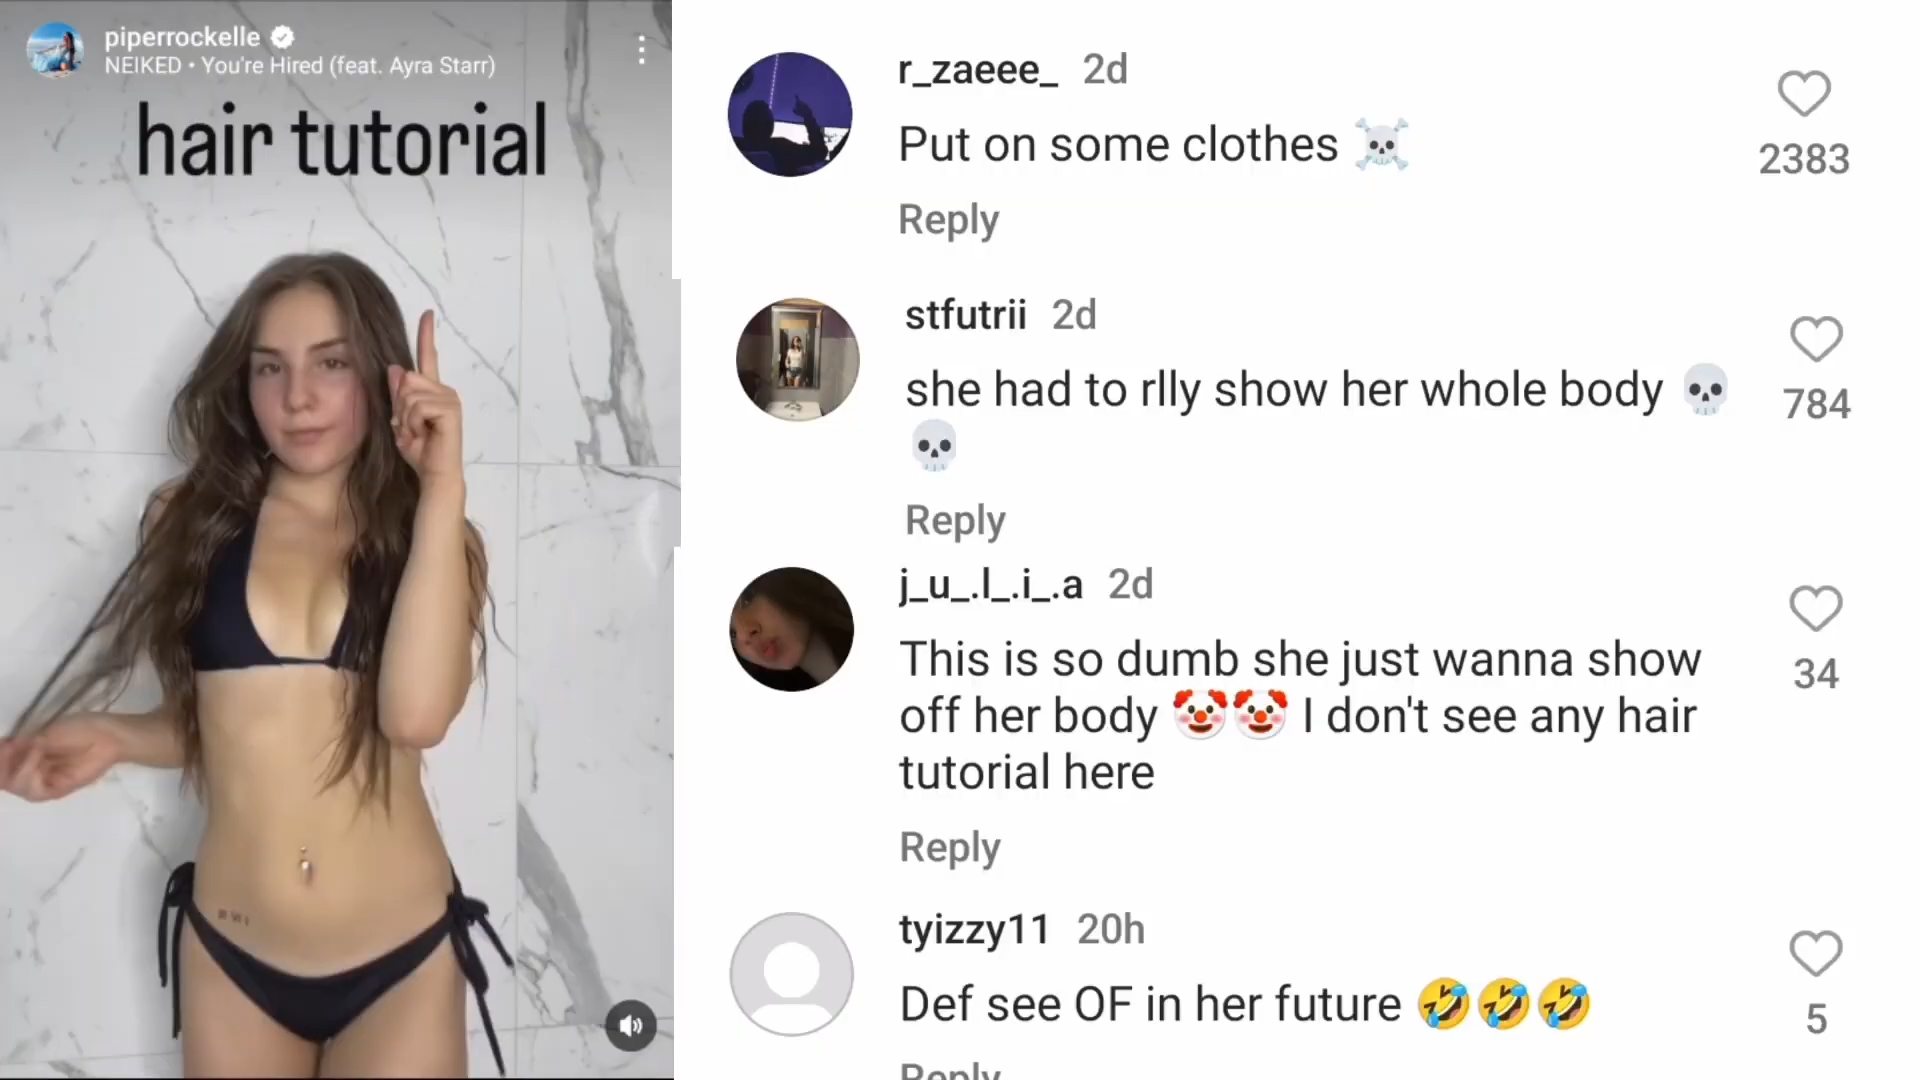 piperrockelle
NEIKED • You're Hired (feat. Ayra Starr)
hair tutorial
r_zaeee_ 2d
Put on some clothes ☠️
2383
Reply
stfutrii 2d
she had to rlly show her whole body 💀
💀
784
Reply
j_u_.l_.i_.a 2d
This is so dumb she just wanna show
off her body 🤡🤡 I don't see any hair
tutorial here
34
Reply
tyizzy11 20h
Def see OF in her future 🤣🤣🤣
5
Reply